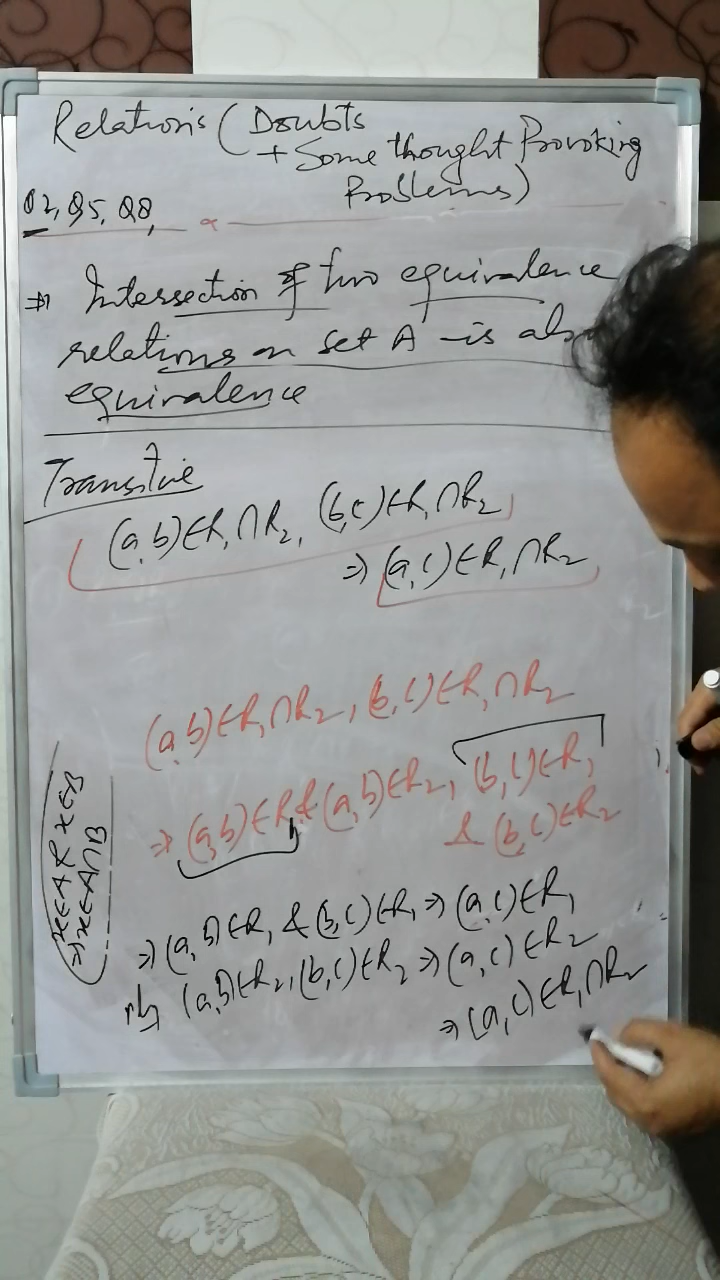 Relations (Doubts
+ Some thought Provoking
Problems)
Q2, Q5, Q8,
⇒ Intersection of two equivalence
relations on set A is also
equivalence
Transitive
(a,b)∈R₁∩R₂, (b,c)∈R₁∩R₂
⇒ (a,c)∈R₁∩R₂
(a,b)∈R₁∩R₂, (b,c)∈R₁∩R₂
⇒ (a,b)∈R₁ & (a,b)∈R₂, (b,c)∈R₁
& (b,c)∈R₂
x∈A & x∈B
⇒ x∈A∩B
⇒ (a,b)∈R₁ & (b,c)∈R₁ ⇒ (a,c)∈R₁
(a,b)∈R₂, (b,c)∈R₂ ⇒ (a,c)∈R₂
⇒ (a,c)∈R₁∩R₂